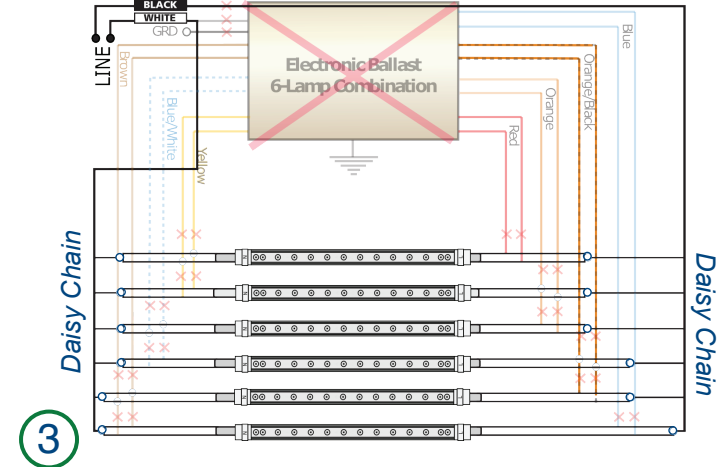 BLACK
WHITE
GRD
LINE
Brown
Blue/White
Yellow
Electronic Ballast
6-Lamp Combination
Red
Orange
Orange/Black
Blue
Daisy Chain
Daisy Chain
N L
N L
N L
N L
N L
N L
3